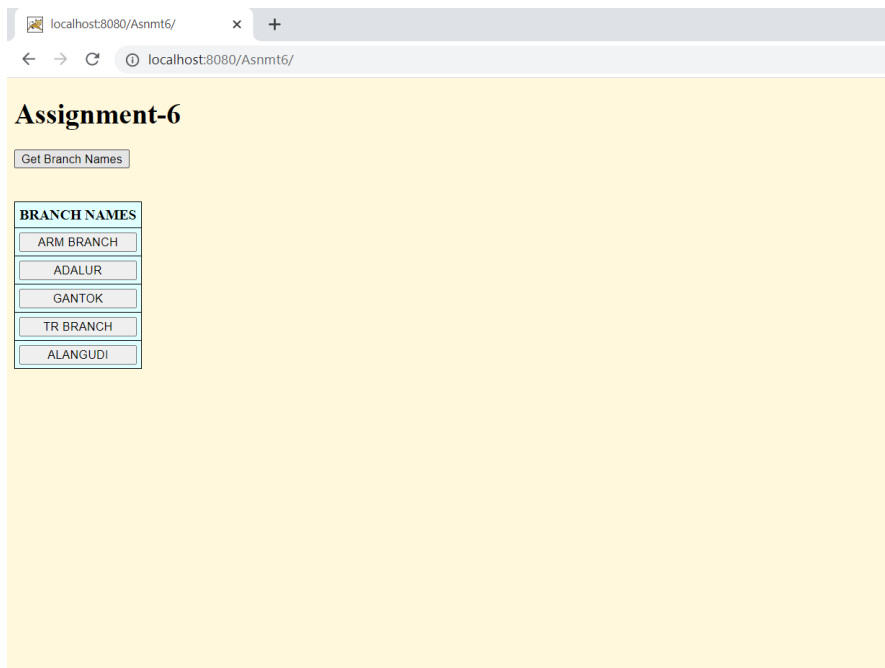 localhost:8080/Asnmt6/
localhost:8080/Asnmt6/
Assignment-6
Get Branch Names
BRANCH NAMES
ARM BRANCH
ADALUR
GANTOK
TR BRANCH
ALANGUDI